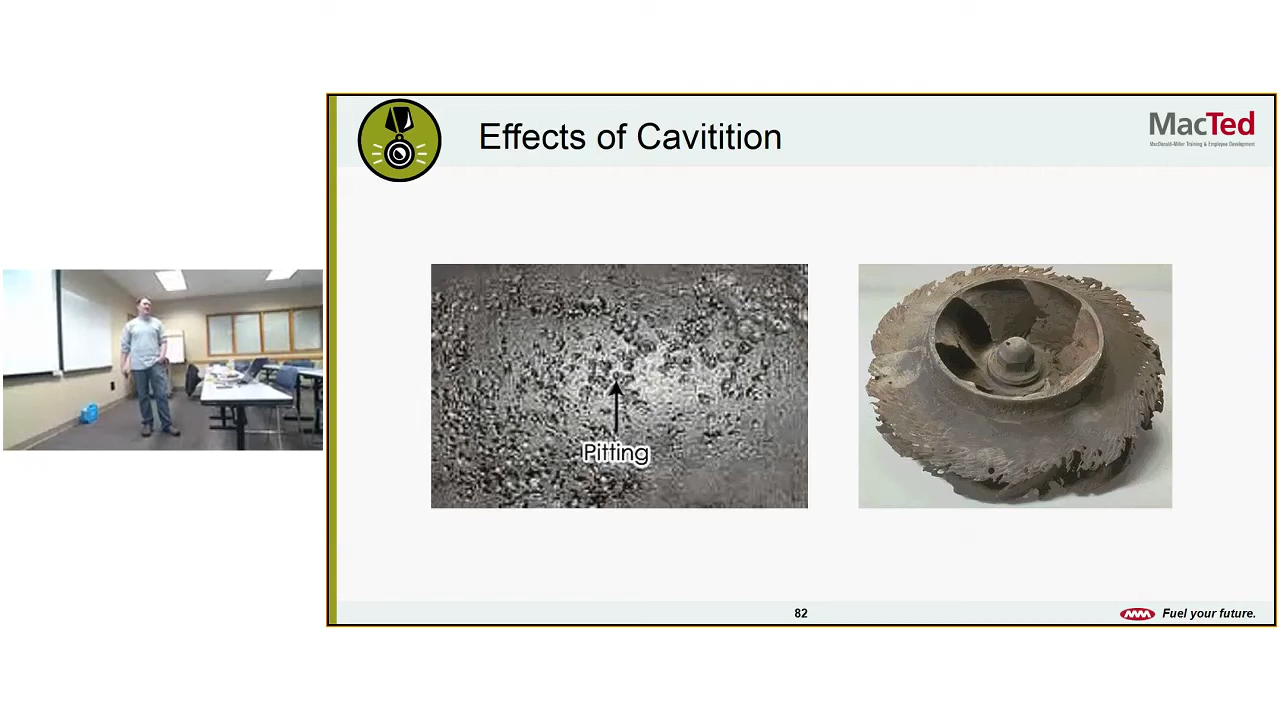 Effects of Cavitition
MacTed
MacDonald-Miller Training & Employee Development
Pitting
82
Fuel your future.